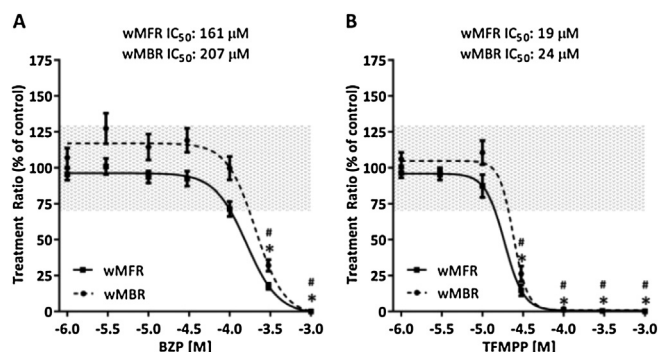 A
wMFR IC50: 161 µM
wMBR IC50: 207 µM
Treatment Ratio (% of control)
175
150
125
100
75
50
25
0
# *
# *
wMFR
wMBR
-6.0 -5.5 -5.0 -4.5 -4.0 -3.5 -3.0
BZP [M]
B
wMFR IC50: 19 µM
wMBR IC50: 24 µM
Treatment Ratio (% of control)
175
150
125
100
75
50
25
0
# *
# *
# *
# *
wMFR
wMBR
-6.0 -5.5 -5.0 -4.5 -4.0 -3.5 -3.0
TFMPP [M]